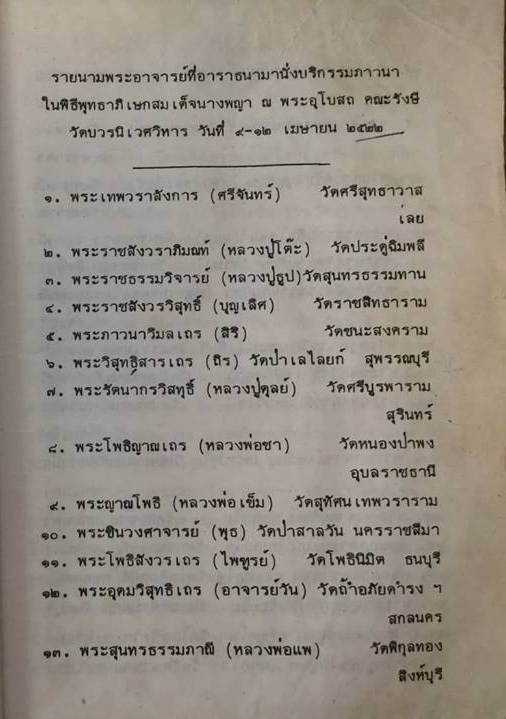 รายนามพระอาจารย์ที่อาราธนามานั่งบริกรรมภาวนา
ในพิธีพุทธาภิเษกสมเด็จนางพญา ณ พระอุโบสถ คณะรังษี
วัดบวรนิเวศวิหาร วันที่ ๙-๑๒ เมษายน ๒๕๒๒
๑. พระเทพวราลังการ (ศรีจันทร์) วัดศรีสุทธาวาส
เลย
๒. พระราชสังวราภิมณฑ์ (หลวงปู่โต๊ะ) วัดประดู่ฉิมพลี
๓. พระราชธรรมวิจารย์ (หลวงปู่ธูป)วัดสุนทรธรรมทาน
๔. พระราชสังวรวิสุทธิ์ (บุญเลิศ) วัดราชสิทธาราม
๕. พระภาวนาวิมลเถร (สิริ) วัดชนะสงคราม
๖. พระวิสุทธิสารเถร (ถิร) วัดป่าเลไลยก์ สุพรรณบุรี
๗. พระรัตนากรวิสุทธิ์ (หลวงปู่ดุลย์) วัดศรีบูรพาราม
สุรินทร์
๘. พระโพธิญาณเถร (หลวงพ่อชา) วัดหนองป่าพง
อุบลราชธานี
๙. พระญาณโพธิ (หลวงพ่อเข็ม) วัดสุทัศนเทพวราราม
๑๐. พระชินวงศาจารย์ (พุธ) วัดป่าสาลวัน นครราชสีมา
๑๑. พระโพธิสังวรเถร (ไพฑูรย์) วัดโพธินิมิต ธนบุรี
๑๒. พระอุดมวิสุทธิเถร (อาจารย์วัน) วัดถ้ำอภัยดำรง ฯ
สกลนคร
๑๓. พระสุนทรธรรมภาณี (หลวงพ่อแพ) วัดพิกุลทอง
สิงห์บุรี